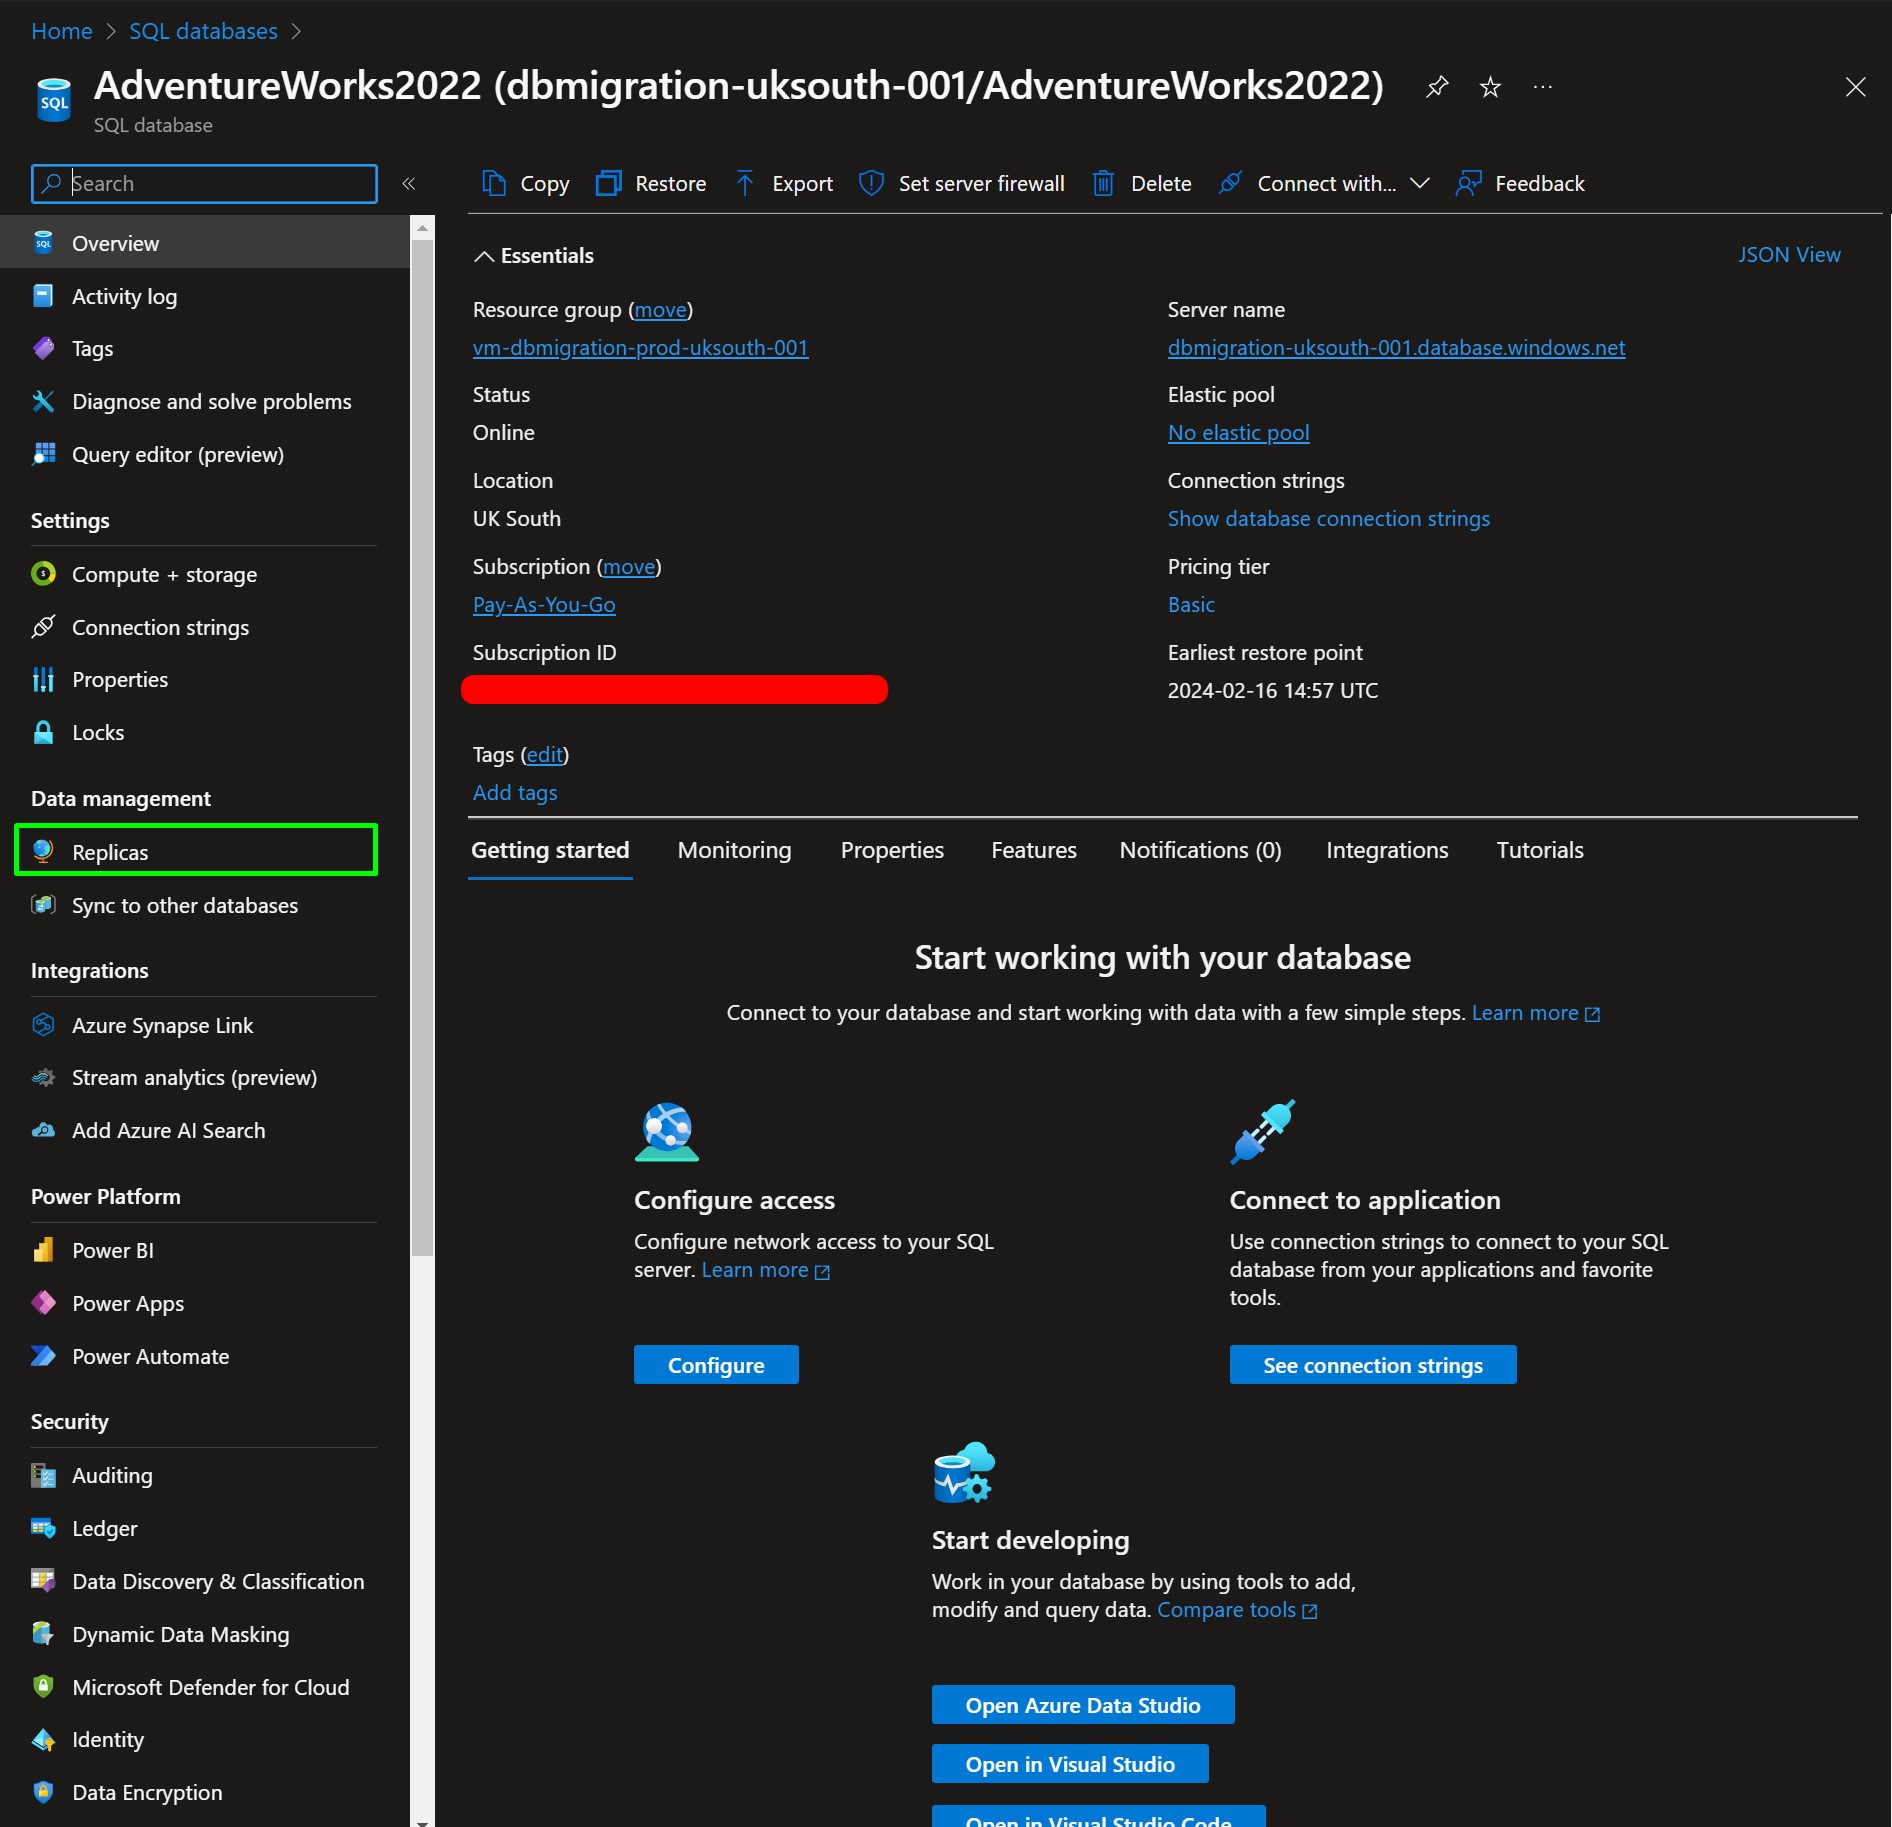 Home > SQL databases >
AdventureWorks2022 (dbmigration-uksouth-001/AdventureWorks2022)
SQL
SQL database
Search
Copy
Restore
Export
Set server firewall
Delete
Connect with...
Feedback
SQL
Overview
Activity log
Tags
Diagnose and solve problems
Query editor (preview)
Settings
Compute + storage
Connection strings
Properties
Locks
Data management
Replicas
Sync to other databases
Integrations
Azure Synapse Link
Stream analytics (preview)
Add Azure AI Search
Power Platform
Power BI
Power Apps
Power Automate
Security
Auditing
Ledger
Data Discovery & Classification
Dynamic Data Masking
Microsoft Defender for Cloud
Identity
Data Encryption
Essentials
JSON View
Resource group (move)
vm-dbmigration-prod-uksouth-001
Status
Online
Location
UK South
Subscription (move)
Pay-As-You-Go
Subscription ID
Server name
dbmigration-uksouth-001.database.windows.net
Elastic pool
No elastic pool
Connection strings
Show database connection strings
Pricing tier
Basic
Earliest restore point
2024-02-16 14:57 UTC
Tags (edit)
Add tags
Getting started
Monitoring
Properties
Features
Notifications (0)
Integrations
Tutorials
Start working with your database
Connect to your database and start working with data with a few simple steps. Learn more
Configure access
Configure network access to your SQL
server. Learn more
Configure
Connect to application
Use connection strings to connect to your SQL
database from your applications and favorite
tools.
See connection strings
Start developing
Work in your database by using tools to add,
modify and query data. Compare tools
Open Azure Data Studio
Open in Visual Studio
Open in Visual Studio Code